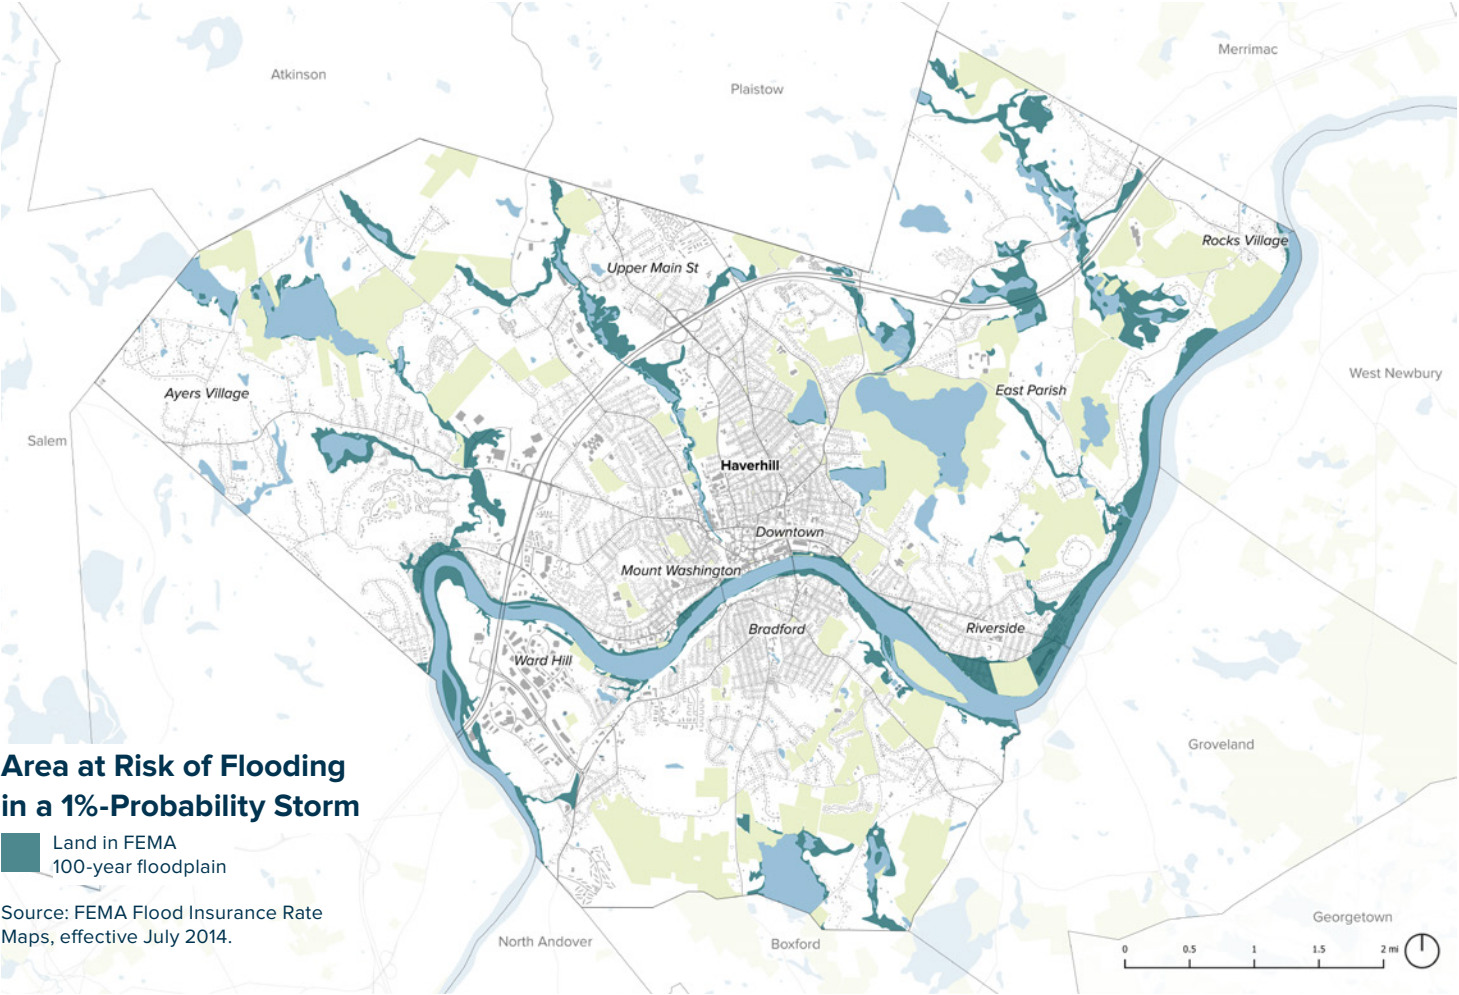 Merrimac
Atkinson
Plaistow
Rocks Village
Upper Main St
West Newbury
East Parish
Ayers Village
Salem
Haverhill
Downtown
Mount Washington
Bradford
Riverside
Ward Hill
Groveland
Area at Risk of Flooding
in a 1%-Probability Storm
Land in FEMA
100-year floodplain
Source: FEMA Flood Insurance Rate
Maps, effective July 2014.
Georgetown
North Andover
Boxford
0 0.5 1 1.5 2 mi